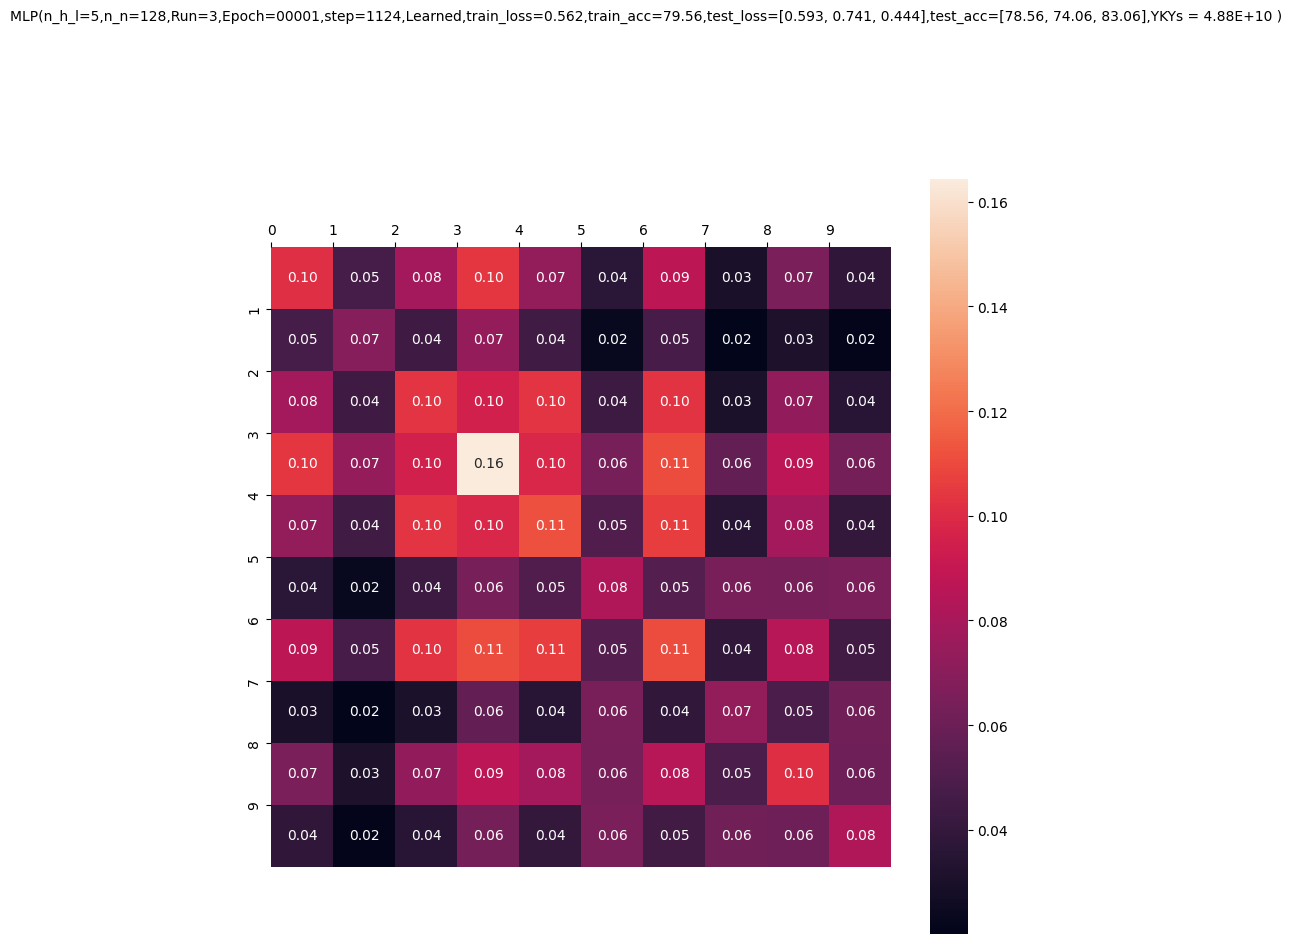 MLP(n_h_l=5,n_n=128,Run=3,Epoch=00001,step=1124,Learned,train_loss=0.562,train_acc=79.56,test_loss=[0.593, 0.741, 0.444],test_acc=[78.56, 74.06, 83.06],YKYs = 4.88E+10 )
0 1 2 3 4 5 6 7 8 9
0.10 0.05 0.08 0.10 0.07 0.04 0.09 0.03 0.07 0.04
1
0.05 0.07 0.04 0.07 0.04 0.02 0.05 0.02 0.03 0.02
2
0.08 0.04 0.10 0.10 0.10 0.04 0.10 0.03 0.07 0.04
3
0.10 0.07 0.10 0.16 0.10 0.06 0.11 0.06 0.09 0.06
4
0.07 0.04 0.10 0.10 0.11 0.05 0.11 0.04 0.08 0.04
5
0.04 0.02 0.04 0.06 0.05 0.08 0.05 0.06 0.06 0.06
6
0.09 0.05 0.10 0.11 0.11 0.05 0.11 0.04 0.08 0.05
7
0.03 0.02 0.03 0.06 0.04 0.06 0.04 0.07 0.05 0.06
8
0.07 0.03 0.07 0.09 0.08 0.06 0.08 0.05 0.10 0.06
9
0.04 0.02 0.04 0.06 0.04 0.06 0.05 0.06 0.06 0.08
0.16
0.14
0.12
0.10
0.08
0.06
0.04